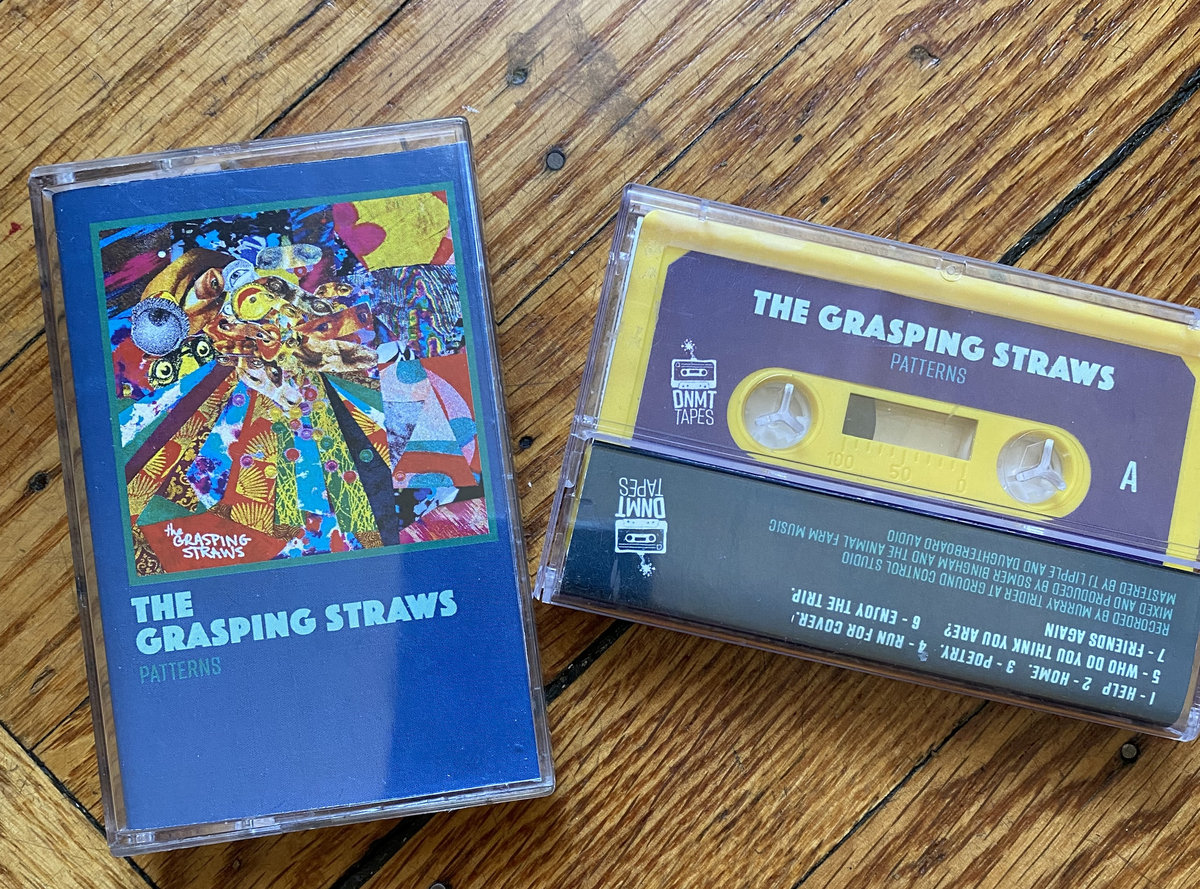 the
GRASPING
STRAWS
THE
GRASPING STRAWS
PATTERNS
THE GRASPING STRAWS
PATTERNS
DNMT
TAPES
100 50 0
A
1 - HELP 2 - HOME. 3 - POETRY. 4 - RUN FOR COVER!
5 - WHO DO YOU THINK YOU ARE? 6 - ENJOY THE TRIP.
7 - FRIENDS AGAIN
RECORDED BY MURRAY TRIDER AT GROUND CONTROL STUDIO
MIXED AND PRODUCED BY SOMER BINGHAM AND THE ANIMAL FARM MUSIC
MASTERED BY TJ LIPPLE AND DAUGHTERBOARD AUDIO
DNMT
TAPES